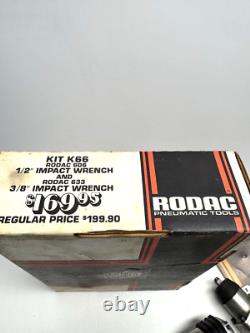 KIT K66
RODAC 606
1/2" IMPACT WRENCH
AND
RODAC 633
3/8" IMPACT WRENCH
$169.95
REGULAR PRICE $199.90
RODAC
PNEUMATIC TOOLS